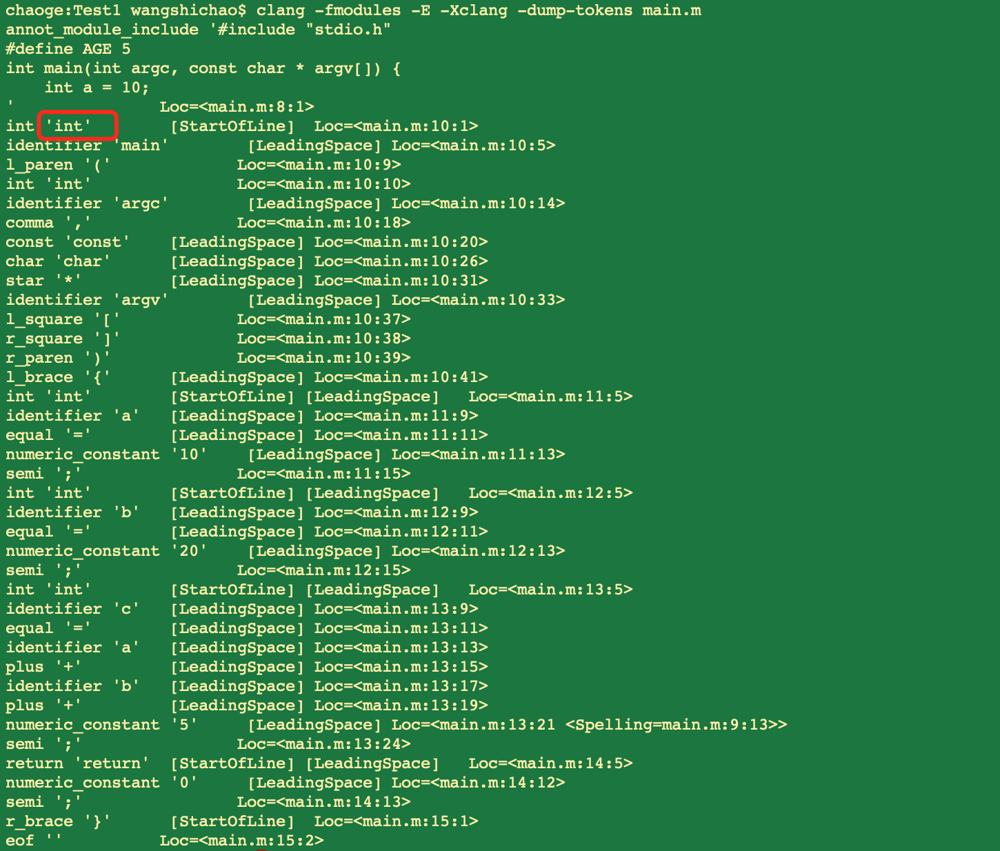 chaoge:Test1 wangshichao$ clang -fmodules -E -Xclang -dump-tokens main.m
annot_module_include '#include "stdio.h"
#define AGE 5
int main(int argc, const char * argv[]) {
    int a = 10;
'                Loc=<main.m:8:1>
int 'int'        [StartOfLine]  Loc=<main.m:10:1>
identifier 'main'        [LeadingSpace] Loc=<main.m:10:5>
l_paren '('             Loc=<main.m:10:9>
int 'int'               Loc=<main.m:10:10>
identifier 'argc'        [LeadingSpace] Loc=<main.m:10:14>
comma ','               Loc=<main.m:10:18>
const 'const'    [LeadingSpace] Loc=<main.m:10:20>
char 'char'      [LeadingSpace] Loc=<main.m:10:26>
star '*'         [LeadingSpace] Loc=<main.m:10:31>
identifier 'argv'        [LeadingSpace] Loc=<main.m:10:33>
l_square '['            Loc=<main.m:10:37>
r_square ']'            Loc=<main.m:10:38>
r_paren ')'             Loc=<main.m:10:39>
l_brace '{'      [LeadingSpace] Loc=<main.m:10:41>
int 'int'        [StartOfLine] [LeadingSpace]   Loc=<main.m:11:5>
identifier 'a'   [LeadingSpace] Loc=<main.m:11:9>
equal '='        [LeadingSpace] Loc=<main.m:11:11>
numeric_constant '10'    [LeadingSpace] Loc=<main.m:11:13>
semi ';'                Loc=<main.m:11:15>
int 'int'        [StartOfLine] [LeadingSpace]   Loc=<main.m:12:5>
identifier 'b'   [LeadingSpace] Loc=<main.m:12:9>
equal '='        [LeadingSpace] Loc=<main.m:12:11>
numeric_constant '20'    [LeadingSpace] Loc=<main.m:12:13>
semi ';'                Loc=<main.m:12:15>
int 'int'        [StartOfLine] [LeadingSpace]   Loc=<main.m:13:5>
identifier 'c'   [LeadingSpace] Loc=<main.m:13:9>
equal '='        [LeadingSpace] Loc=<main.m:13:11>
identifier 'a'   [LeadingSpace] Loc=<main.m:13:13>
plus '+'         [LeadingSpace] Loc=<main.m:13:15>
identifier 'b'   [LeadingSpace] Loc=<main.m:13:17>
plus '+'         [LeadingSpace] Loc=<main.m:13:19>
numeric_constant '5'     [LeadingSpace] Loc=<main.m:13:21 <Spelling=main.m:9:13>>
semi ';'                Loc=<main.m:13:24>
return 'return'  [StartOfLine] [LeadingSpace]   Loc=<main.m:14:5>
numeric_constant '0'     [LeadingSpace] Loc=<main.m:14:12>
semi ';'                Loc=<main.m:14:13>
r_brace '}'      [StartOfLine]  Loc=<main.m:15:1>
eof ''          Loc=<main.m:15:2>